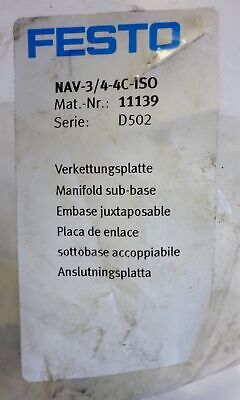 FESTO
NAV-3/4-4C-ISO
Mat.-Nr.: 11139
Serie: D502
Verkettungsplatte
Manifold sub-base
Embase juxtaposable
Placa de enlace
sottobase accoppiabile
Anslutningsplatta